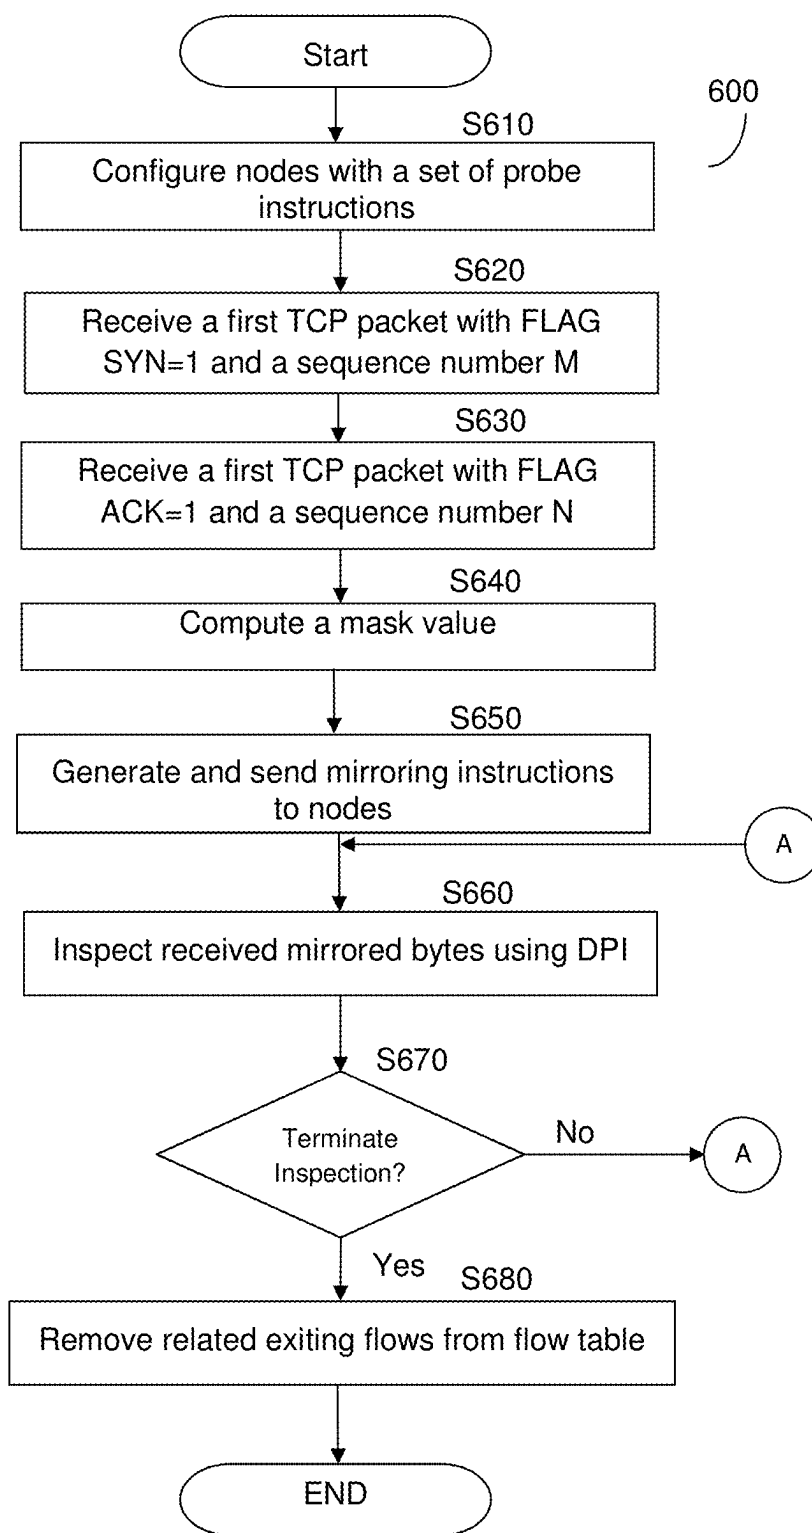 Start
600
S610
Configure nodes with a set of probe
instructions
S620
Receive a first TCP packet with FLAG
SYN=1 and a sequence number M
S630
Receive a first TCP packet with FLAG
ACK=1 and a sequence number N
S640
Compute a mask value
S650
Generate and send mirroring instructions
to nodes
A
S660
Inspect received mirrored bytes using DPI
S670
Terminate
Inspection?
No
A
Yes
S680
Remove related exiting flows from flow table
END